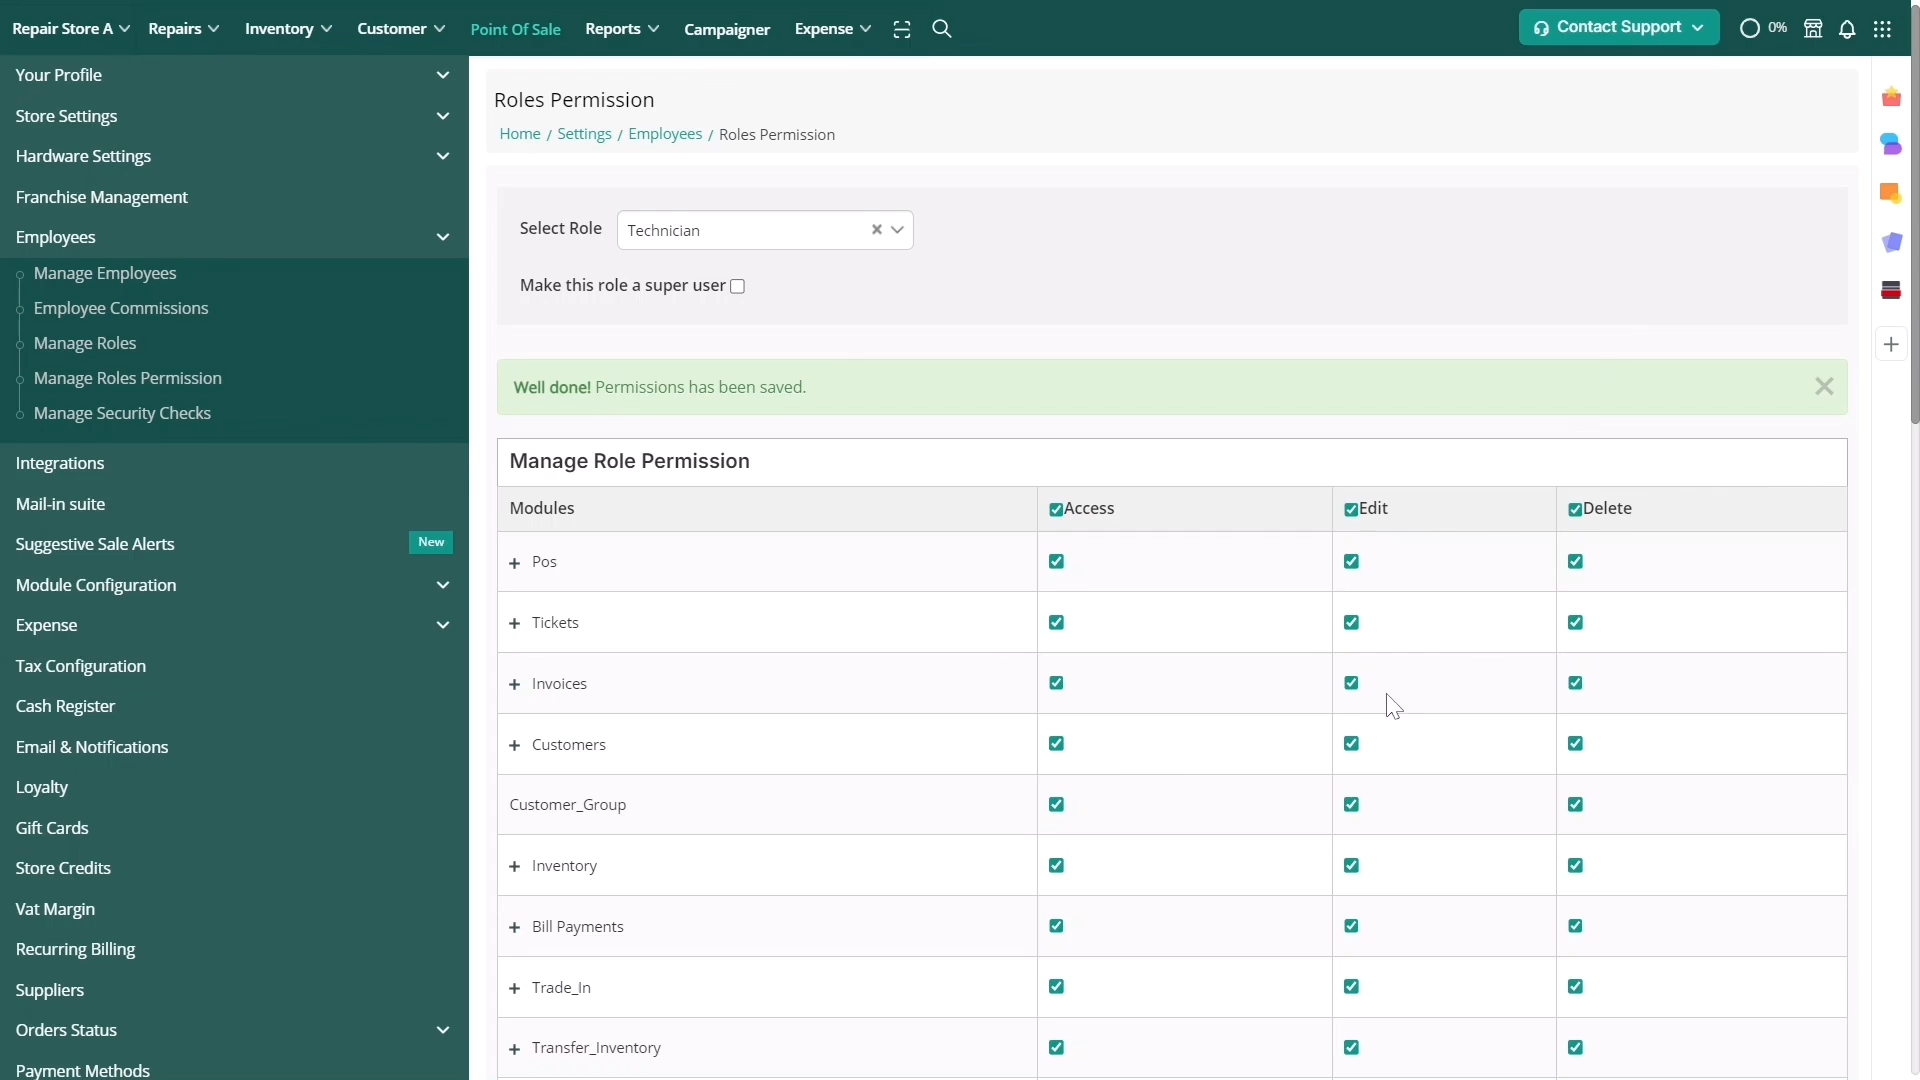 Repair Store A Repairs Inventory Customer Point Of Sale Reports Campaigner Expense Contact Support 0%
Your Profile
Store Settings
Hardware Settings
Franchise Management
Employees
Manage Employees
Employee Commissions
Manage Roles
Manage Roles Permission
Manage Security Checks
Integrations
Mail-in suite
Suggestive Sale Alerts New
Module Configuration
Expense
Tax Configuration
Cash Register
Email & Notifications
Loyalty
Gift Cards
Store Credits
Vat Margin
Recurring Billing
Suppliers
Orders Status
Payment Methods
Roles Permission
Home / Settings / Employees / Roles Permission
Select Role Technician
Make this role a super user
Well done! Permissions has been saved.
Manage Role Permission
Modules Access Edit Delete
+ Pos
+ Tickets
+ Invoices
+ Customers
Customer_Group
+ Inventory
+ Bill Payments
+ Trade_In
+ Transfer_Inventory